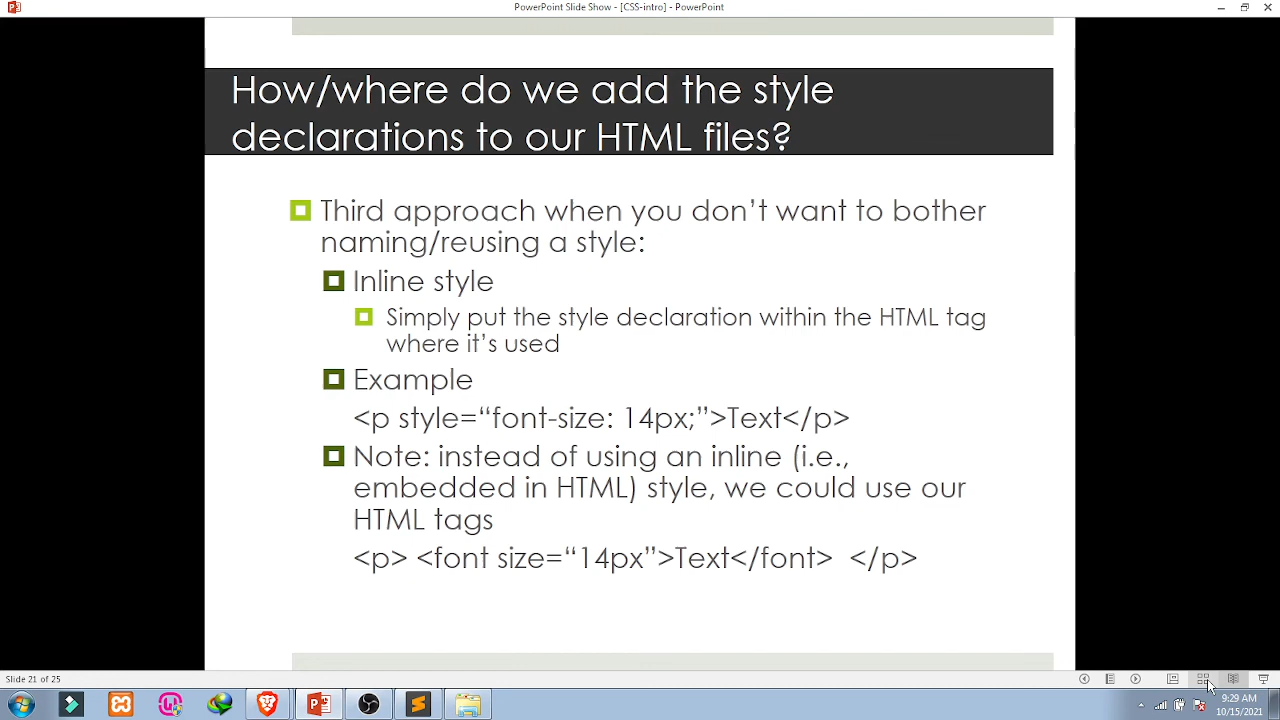 PowerPoint Slide Show - [CSS-intro] - PowerPoint
How/where do we add the style
declarations to our HTML files?
Third approach when you don’t want to bother
naming/reusing a style:
Inline style
Simply put the style declaration within the HTML tag
where it’s used
Example
<p style=“font-size: 14px;”>Text</p>
Note: instead of using an inline (i.e.,
embedded in HTML) style, we could use our
HTML tags
<p> <font size=“14px”>Text</font>  </p>
Slide 21 of 25
9:29 AM
10/15/2021